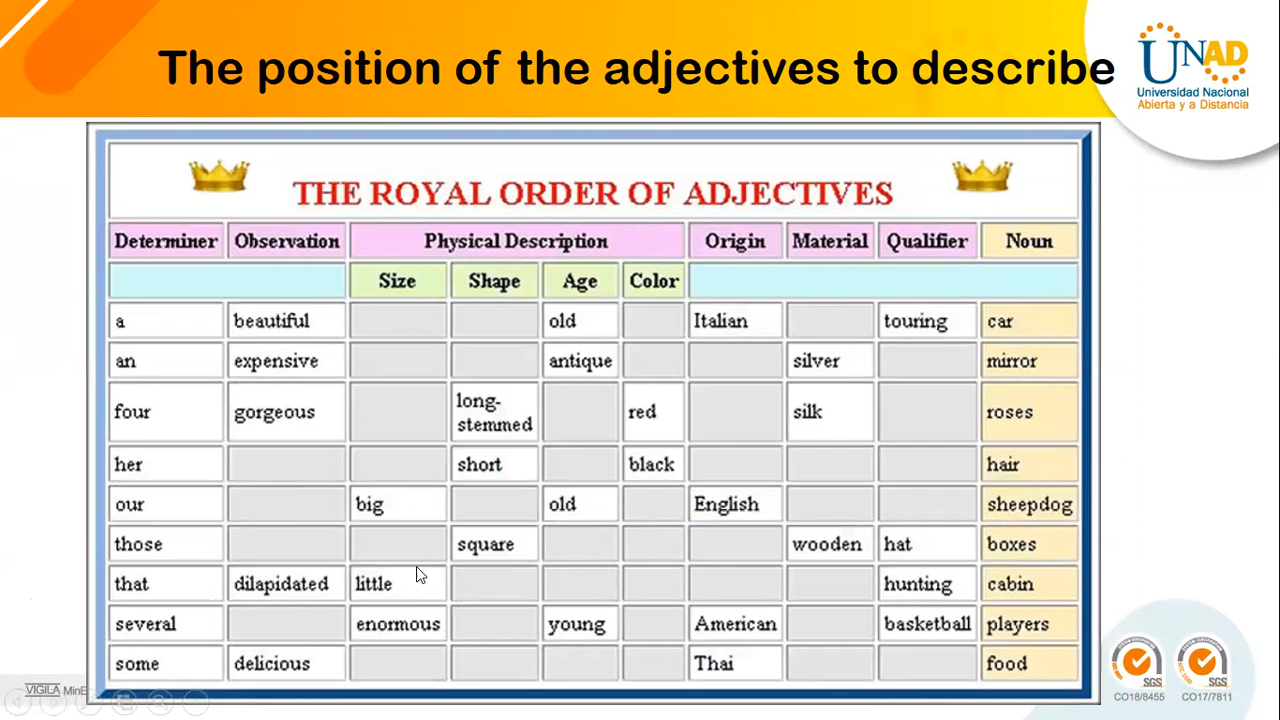 The position of the adjectives to describe
UNAD
Universidad Nacional
Abierta y a Distancia
THE ROYAL ORDER OF ADJECTIVES
Determiner Observation Physical Description Origin Material Qualifier Noun
Size Shape Age Color
a beautiful old Italian touring car
an expensive antique silver mirror
four gorgeous long-stemmed red silk roses
her short black hair
our big old English sheepdog
those square wooden hat boxes
that dilapidated little hunting cabin
several enormous young American basketball players
some delicious Thai food
VIGILA MinE
SGS
CO18/8455
SGS
CO17/7811